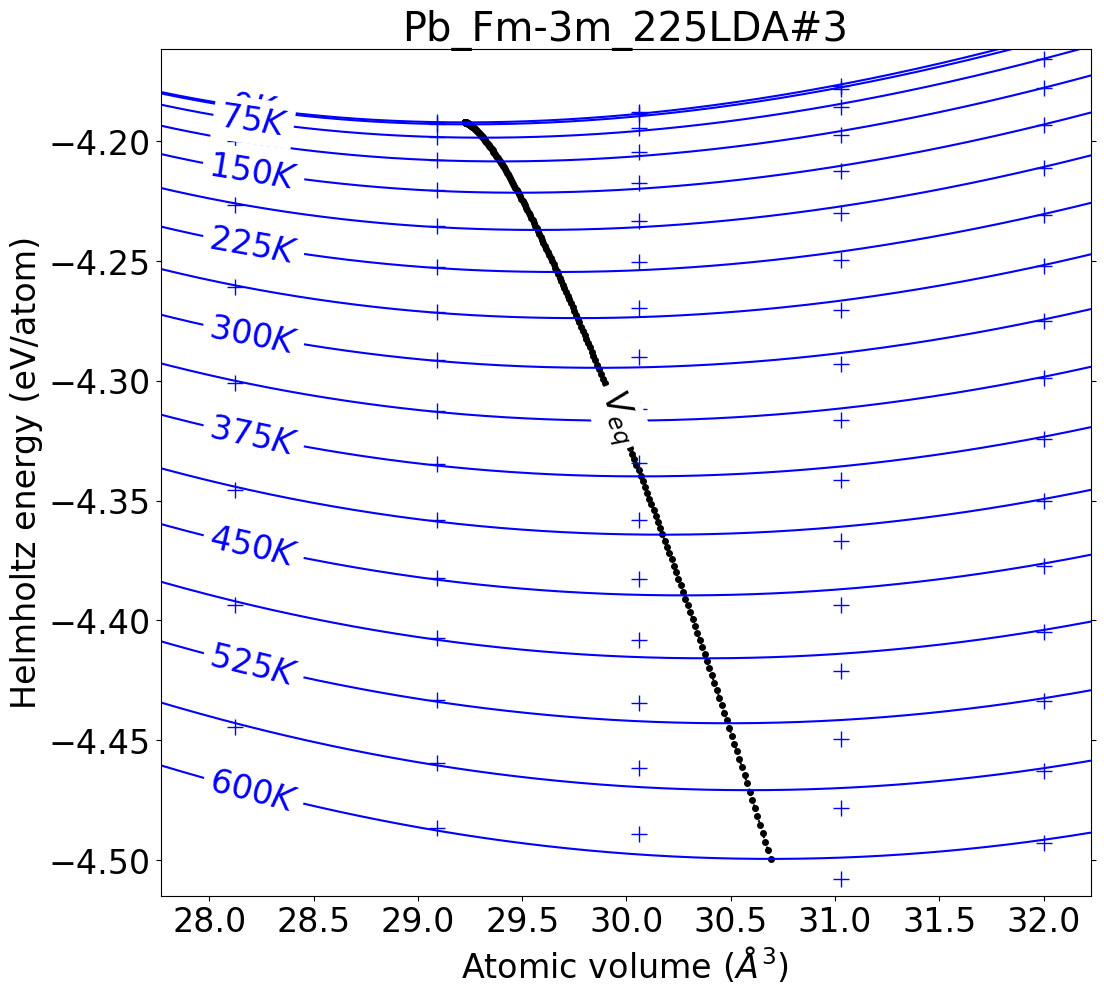 Pb_Fm-3m_225LDA#3
Helmholtz energy (eV/atom)
−4.20
−4.25
−4.30
−4.35
−4.40
−4.45
−4.50
75K
150K
225K
300K
375K
450K
525K
600K
V_eq
28.0 28.5 29.0 29.5 30.0 30.5 31.0 31.5 32.0
Atomic volume (Å³)